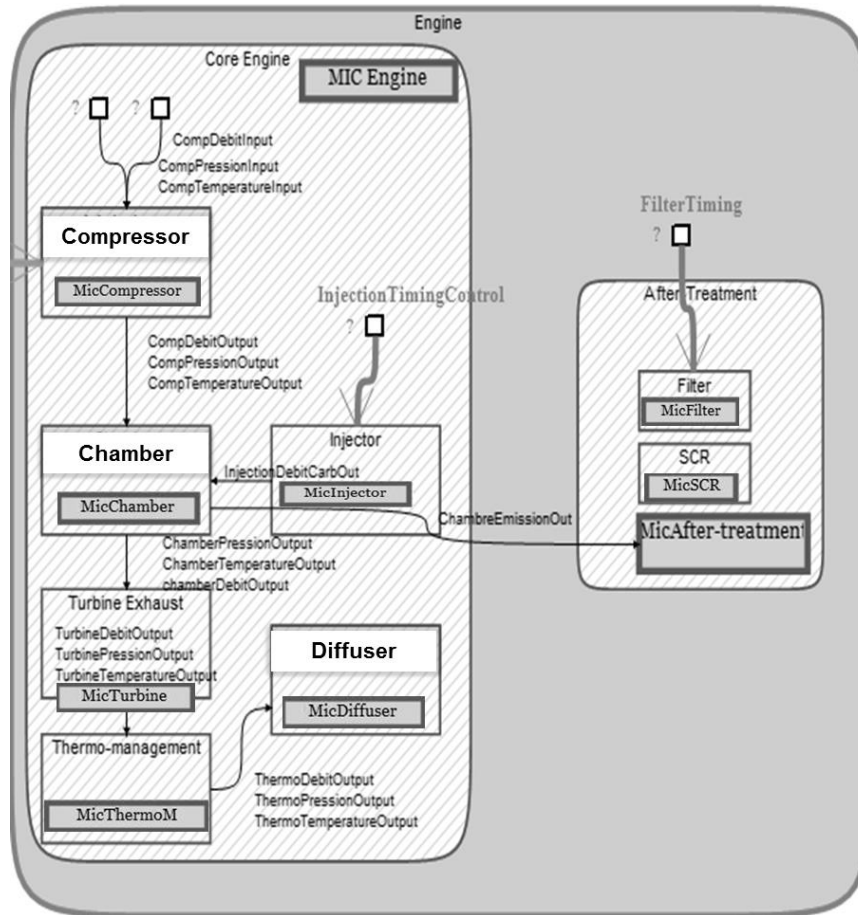 Engine
Core Engine
MIC Engine
? ?
CompDebitInput
CompPressionInput
CompTemperatureInput
Compressor
MicCompressor
FilterTiming
?
After-Treatment
Filter
MicFilter
SCR
MicSCR
MicAfter-treatment
InjectionTimingControl
?
CompDebitOutput
CompPressionOutput
CompTemperatureOutput
Chamber
MicChamber
Injector
InjectionDebitCarbOut
MicInjector
ChambreEmissionOut
ChamberPressionOutput
ChamberTemperatureOutput
chamberDebitOutput
Turbine Exhaust
TurbineDebitOutput
TurbinePressionOutput
TurbineTemperatureOutput
MicTurbine
Diffuser
MicDiffuser
Thermo-management
MicThermoM
ThermoDebitOutput
ThermoPressionOutput
ThermoTemperatureOutput